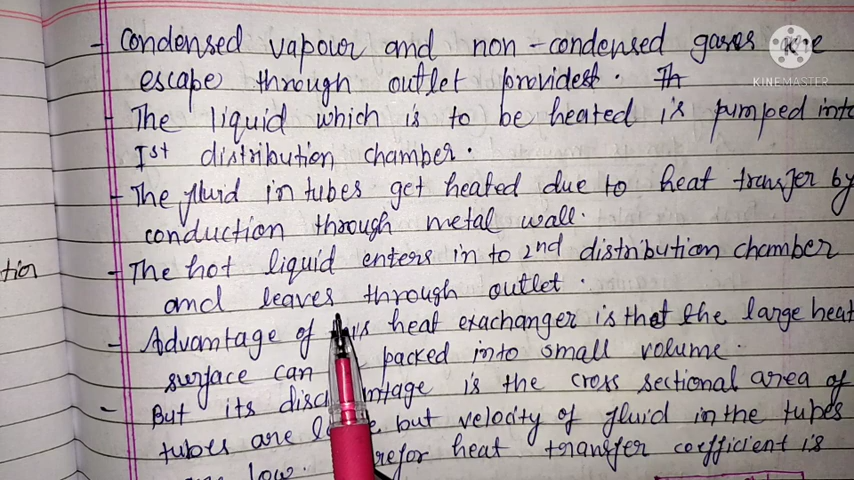 - Condensed vapour and non-condensed gases are
escape through outlet provided. Th
KINEMASTER
- The liquid which is to be heated is pumped into
Ist distribution chamber.
- The fluid in tubes get heated due to heat transfer by
conduction through metal wall.
tion
- The hot liquid enters in to 2nd distribution chamber
and leaves through outlet.
- Advantage of heat exachanger is that the large heat
surface can packed into small volume.
- But its is the cross sectional area of
tubes are but velocity of fluid in the tubes
low. heat transfer coefficient is